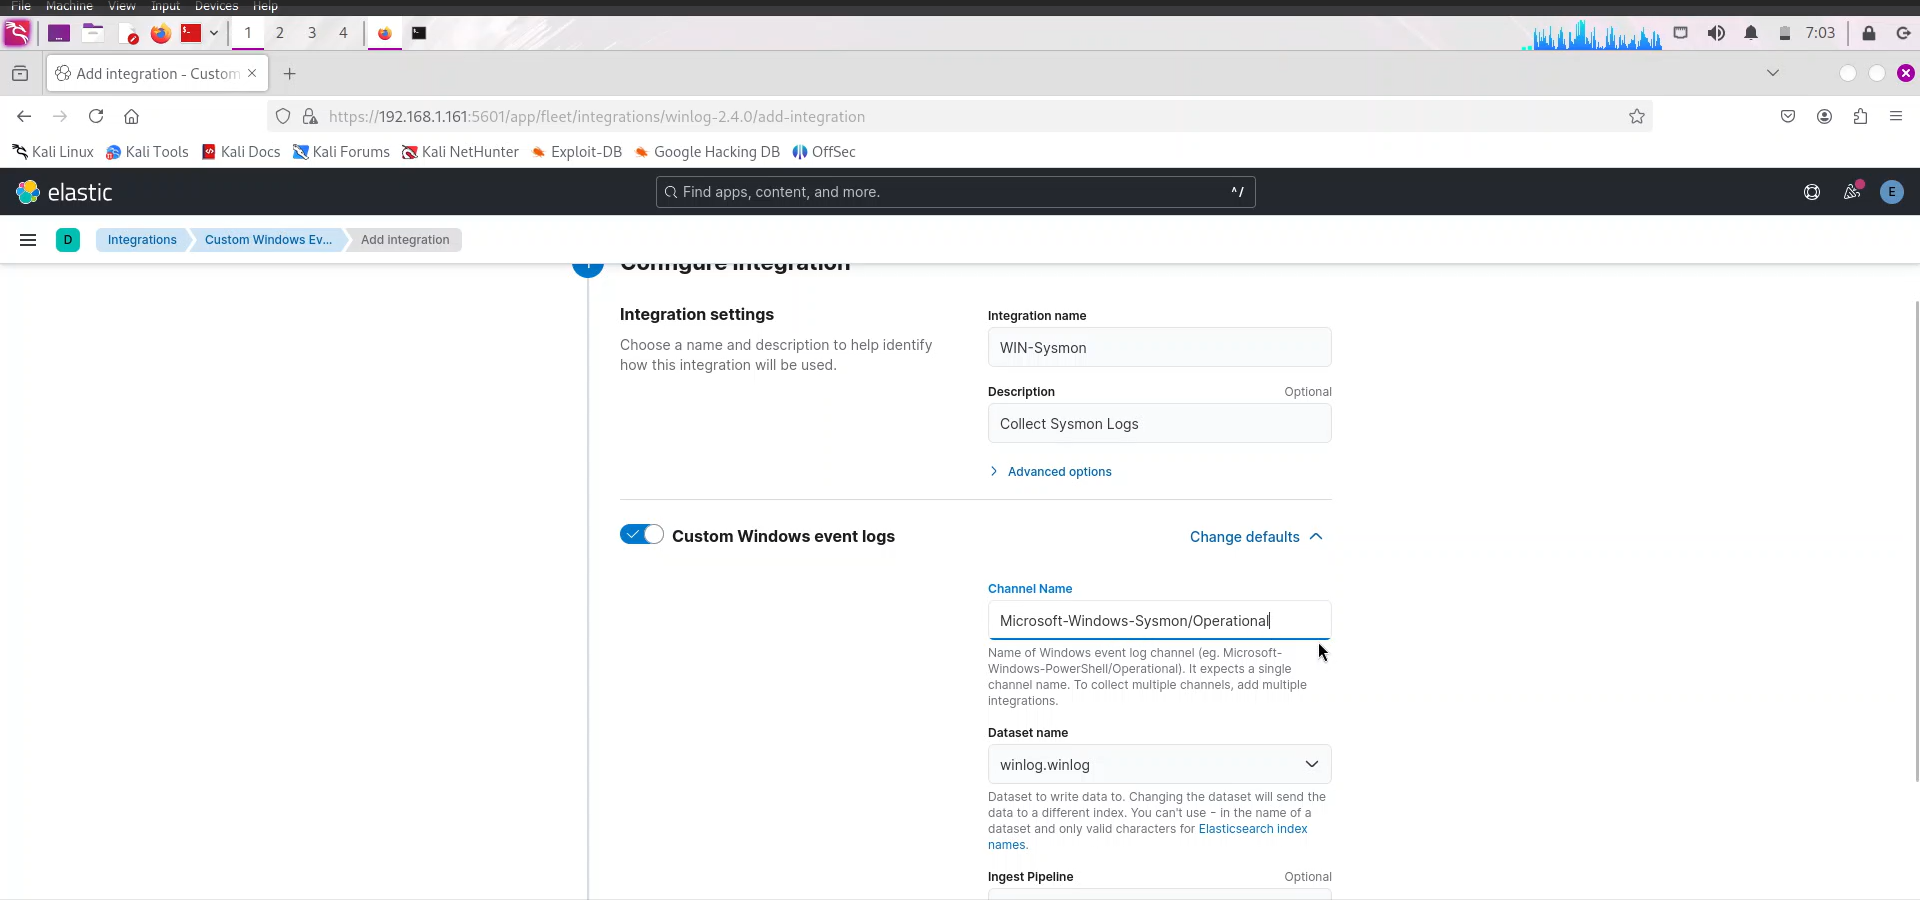 File Machine View Input Devices Help
1 2 3 4 7:03
Add integration - Custom
https://192.168.1.161:5601/app/fleet/integrations/winlog-2.4.0/add-integration
Kali Linux Kali Tools Kali Docs Kali Forums Kali NetHunter Exploit-DB Google Hacking DB OffSec
elastic Find apps, content, and more. ^/ E
D Integrations Custom Windows Ev... Add integration
Configure integration
Integration settings
Choose a name and description to help identify
how this integration will be used.
Integration name
WIN-Sysmon
Description Optional
Collect Sysmon Logs
Advanced options
Custom Windows event logs Change defaults
Channel Name
Microsoft-Windows-Sysmon/Operational
Name of Windows event log channel (eg. Microsoft-
Windows-PowerShell/Operational). It expects a single
channel name. To collect multiple channels, add multiple
integrations.
Dataset name
winlog.winlog
Dataset to write data to. Changing the dataset will send the
data to a different index. You can't use - in the name of a
dataset and only valid characters for Elasticsearch index
names.
Ingest Pipeline Optional